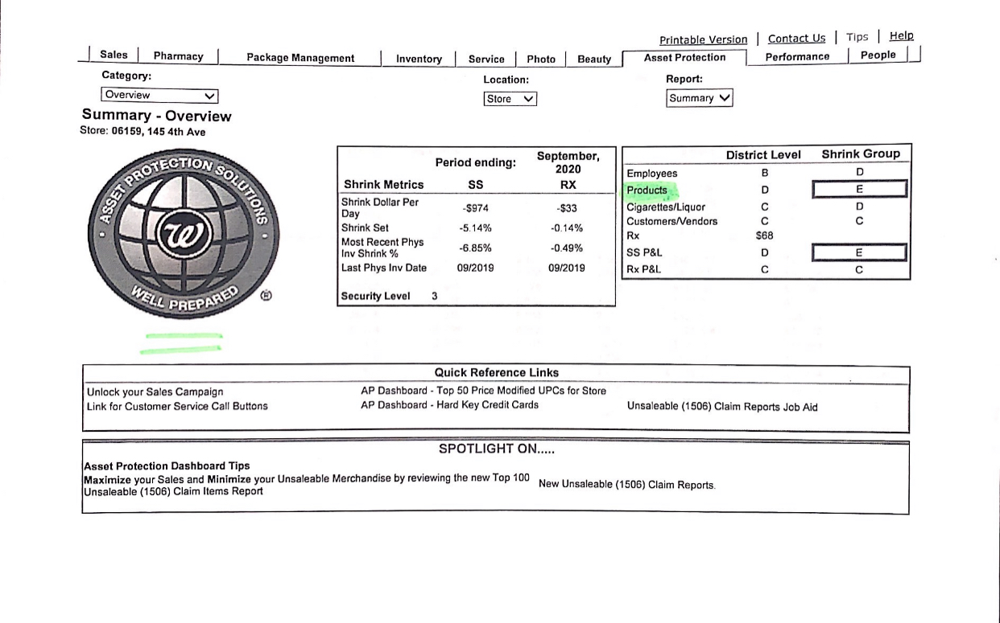 Printable Version | Contact Us | Tips | Help
Sales | Pharmacy | Package Management | Inventory | Service | Photo | Beauty | Asset Protection | Performance | People
Category: Location: Report:
Overview Store Summary
Summary - Overview
Store: 06159, 145 4th Ave
· ASSET PROTECTION SOLUTIONS ·
W
WELL PREPARED
®
Period ending: September, 2020
Shrink Metrics SS RX
Shrink Dollar Per Day -$974 -$33
Shrink Set -5.14% -0.14%
Most Recent Phys Inv Shrink % -6.85% -0.49%
Last Phys Inv Date 09/2019 09/2019
Security Level 3
District Level Shrink Group
Employees B D
Products D E
Cigarettes/Liquor C D
Customers/Vendors C C
Rx $68
SS P&L D E
Rx P&L C C
Quick Reference Links
Unlock your Sales Campaign AP Dashboard - Top 50 Price Modified UPCs for Store
Link for Customer Service Call Buttons AP Dashboard - Hard Key Credit Cards Unsaleable (1506) Claim Reports Job Aid
SPOTLIGHT ON.....
Asset Protection Dashboard Tips
Maximize your Sales and Minimize your Unsaleable Merchandise by reviewing the new Top 100
Unsaleable (1506) Claim Items Report New Unsaleable (1506) Claim Reports.